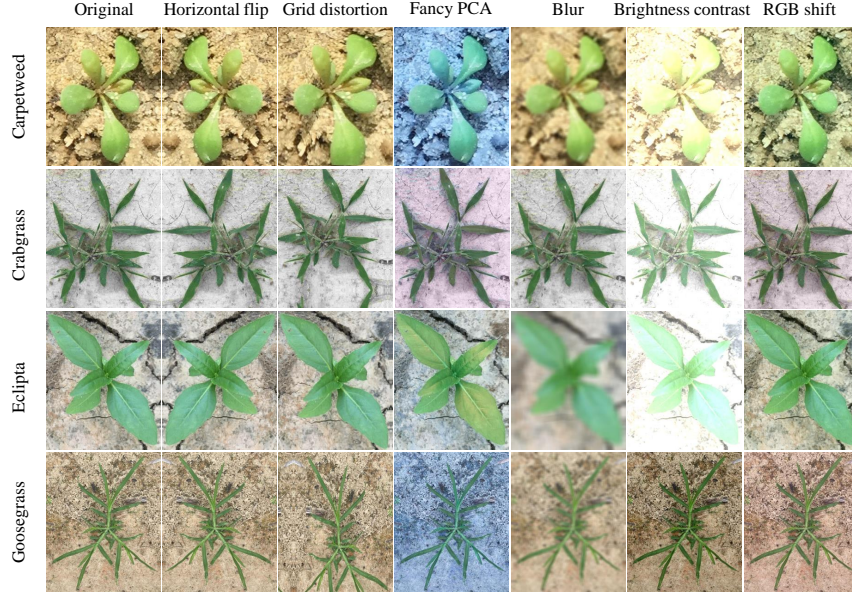 Original Horizontal flip Grid distortion Fancy PCA Blur Brightness contrast RGB shift
Carpetweed
Crabgrass
Eclipta
Goosegrass